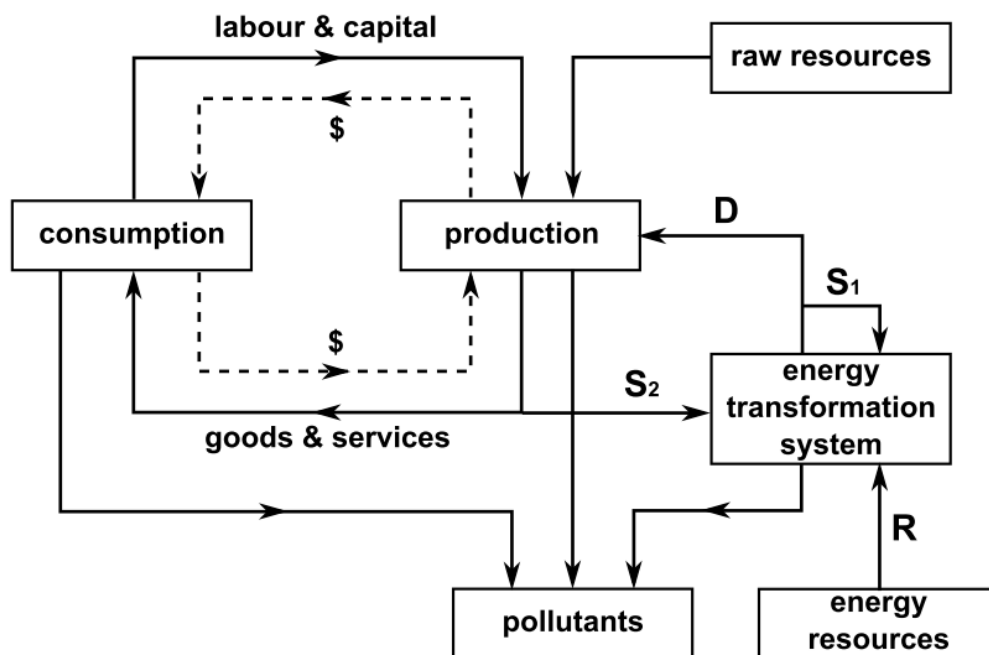 labour & capital
raw resources
$
D
consumption
production
S₁
$
energy
transformation
system
S₂
goods & services
R
pollutants
energy
resources